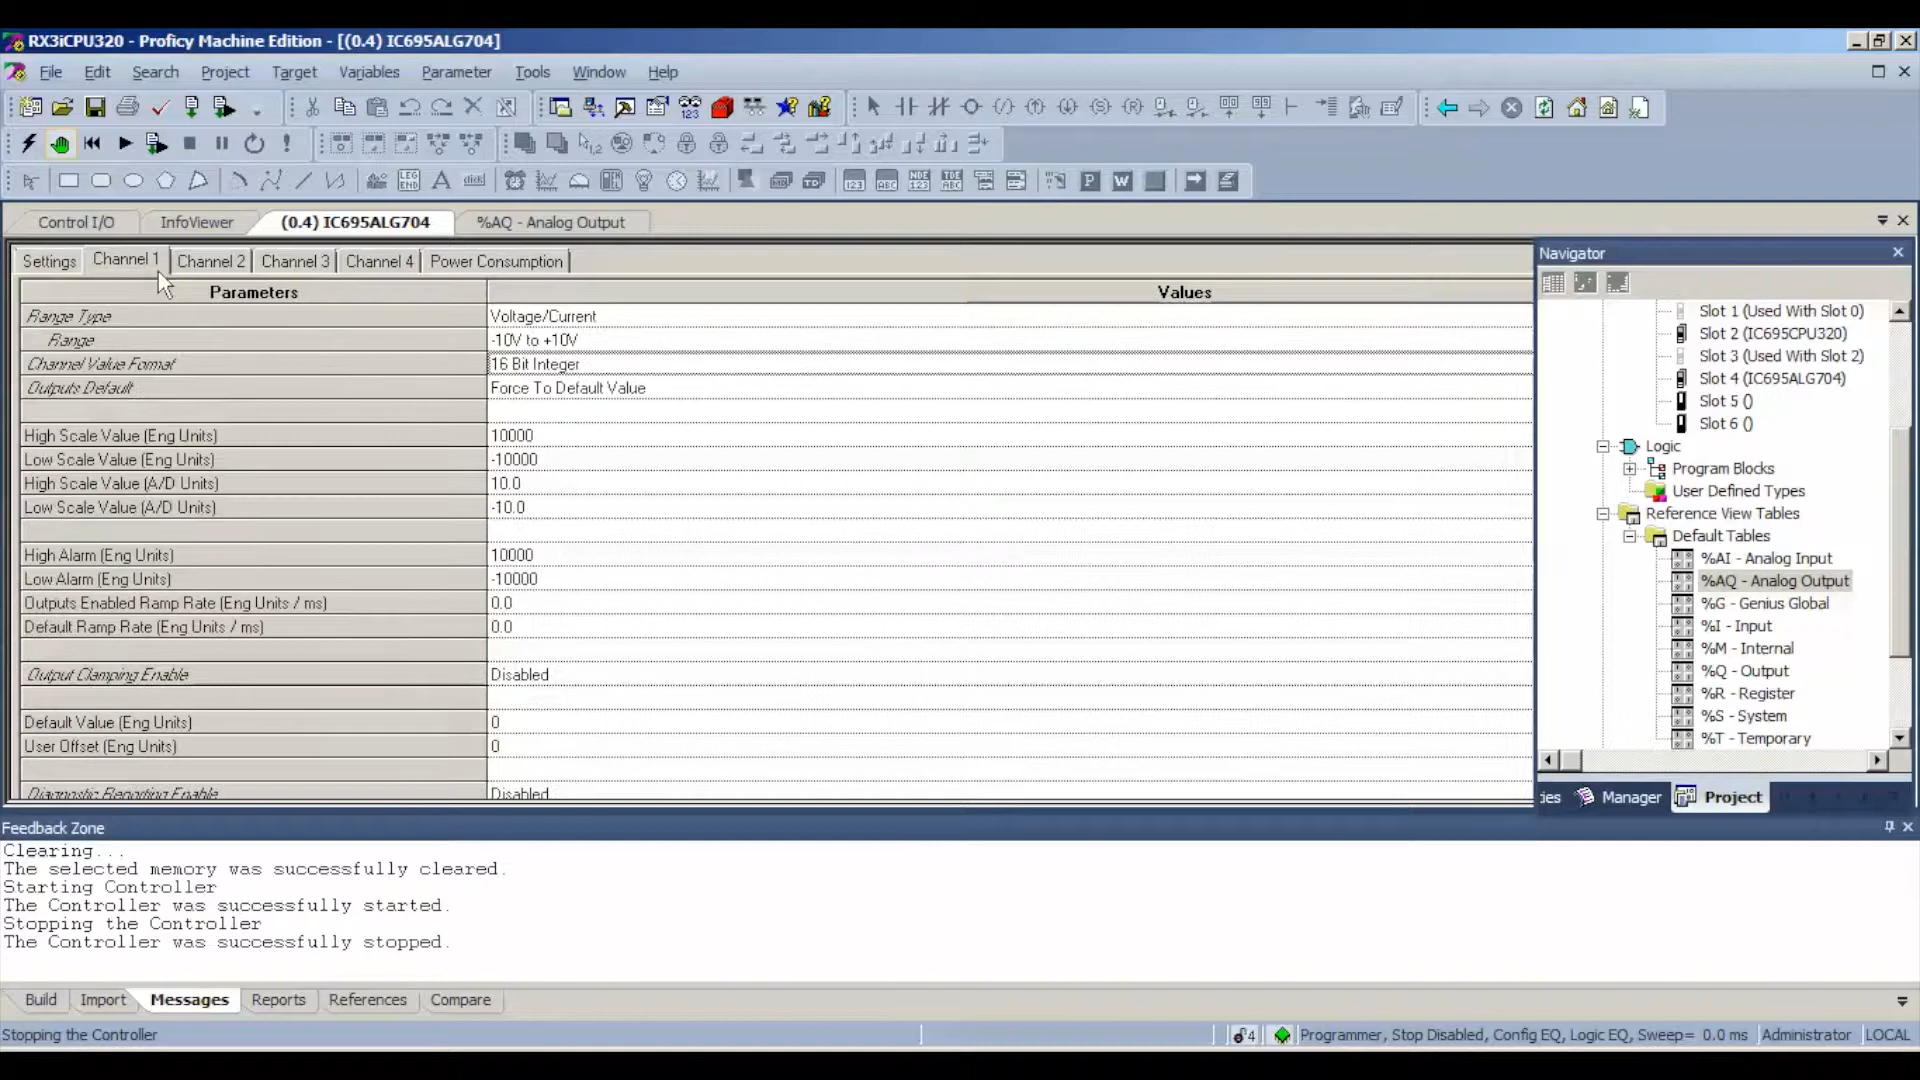 RX3iCPU320 - Proficy Machine Edition - [(0.4) IC695ALG704]
File Edit Search Project Target Variables Parameter Tools Window Help
Control I/O InfoViewer (0.4) IC695ALG704 %AQ - Analog Output
Settings Channel 1 Channel 2 Channel 3 Channel 4 Power Consumption
Parameters Values
Range Type Voltage/Current
Range -10V to +10V
Channel Value Format 16 Bit Integer
Outputs Default Force To Default Value
High Scale Value (Eng Units) 10000
Low Scale Value (Eng Units) -10000
High Scale Value (A/D Units) 10.0
Low Scale Value (A/D Units) -10.0
High Alarm (Eng Units) 10000
Low Alarm (Eng Units) -10000
Outputs Enabled Ramp Rate (Eng Units / ms) 0.0
Default Ramp Rate (Eng Units / ms) 0.0
Output Clamping Enable Disabled
Default Value (Eng Units) 0
User Offset (Eng Units) 0
Diagnostic Reporting Enable Disabled
Navigator
Slot 1 (Used With Slot 0)
Slot 2 (IC695CPU320)
Slot 3 (Used With Slot 2)
Slot 4 (IC695ALG704)
Slot 5 ()
Slot 6 ()
Logic
Program Blocks
User Defined Types
Reference View Tables
Default Tables
%AI - Analog Input
%AQ - Analog Output
%G - Genius Global
%I - Input
%M - Internal
%Q - Output
%R - Register
%S - System
%T - Temporary
ties Manager Project
Feedback Zone
Clearing...
The selected memory was successfully cleared.
Starting Controller
The Controller was successfully started.
Stopping the Controller
The Controller was successfully stopped.
Build Import Messages Reports References Compare
Stopping the Controller 4 Programmer, Stop Disabled, Config EQ, Logic EQ, Sweep= 0.0 ms Administrator LOCAL